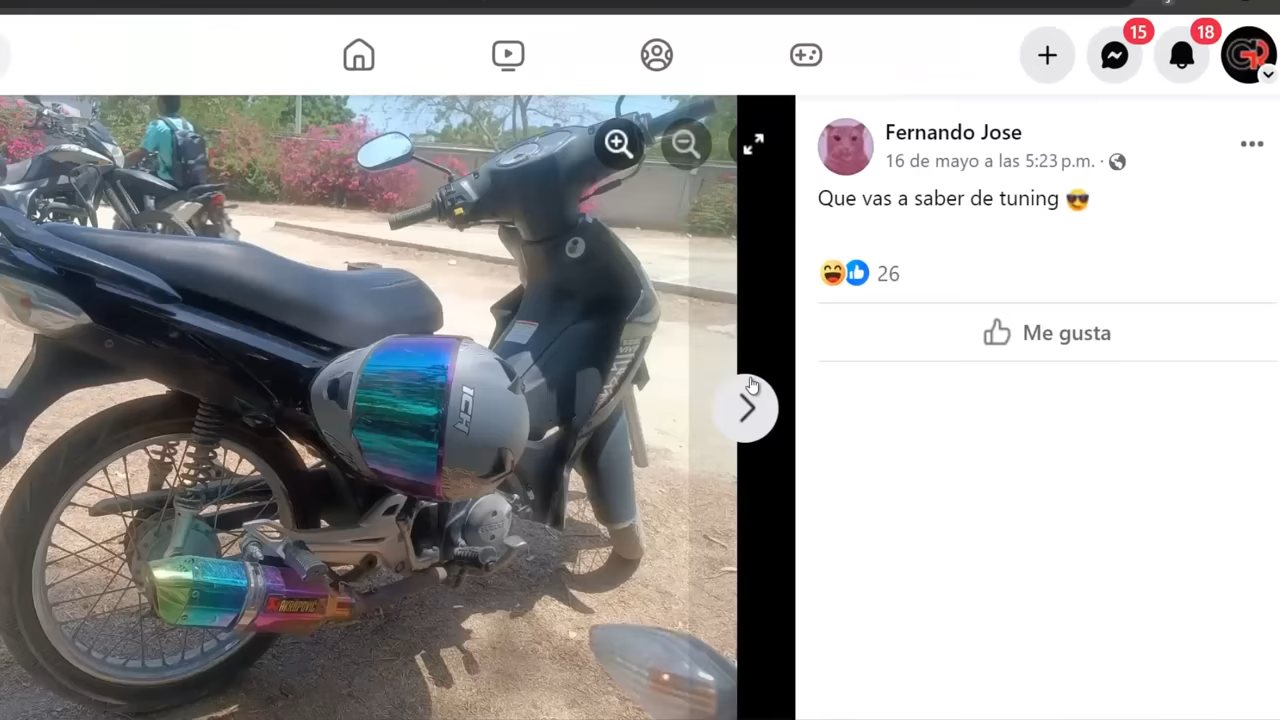 15
18
Fernando Jose
16 de mayo a las 5:23 p.m. ·
Que vas a saber de tuning 😎
26
Me gusta
ICH
AKRAPOVIC